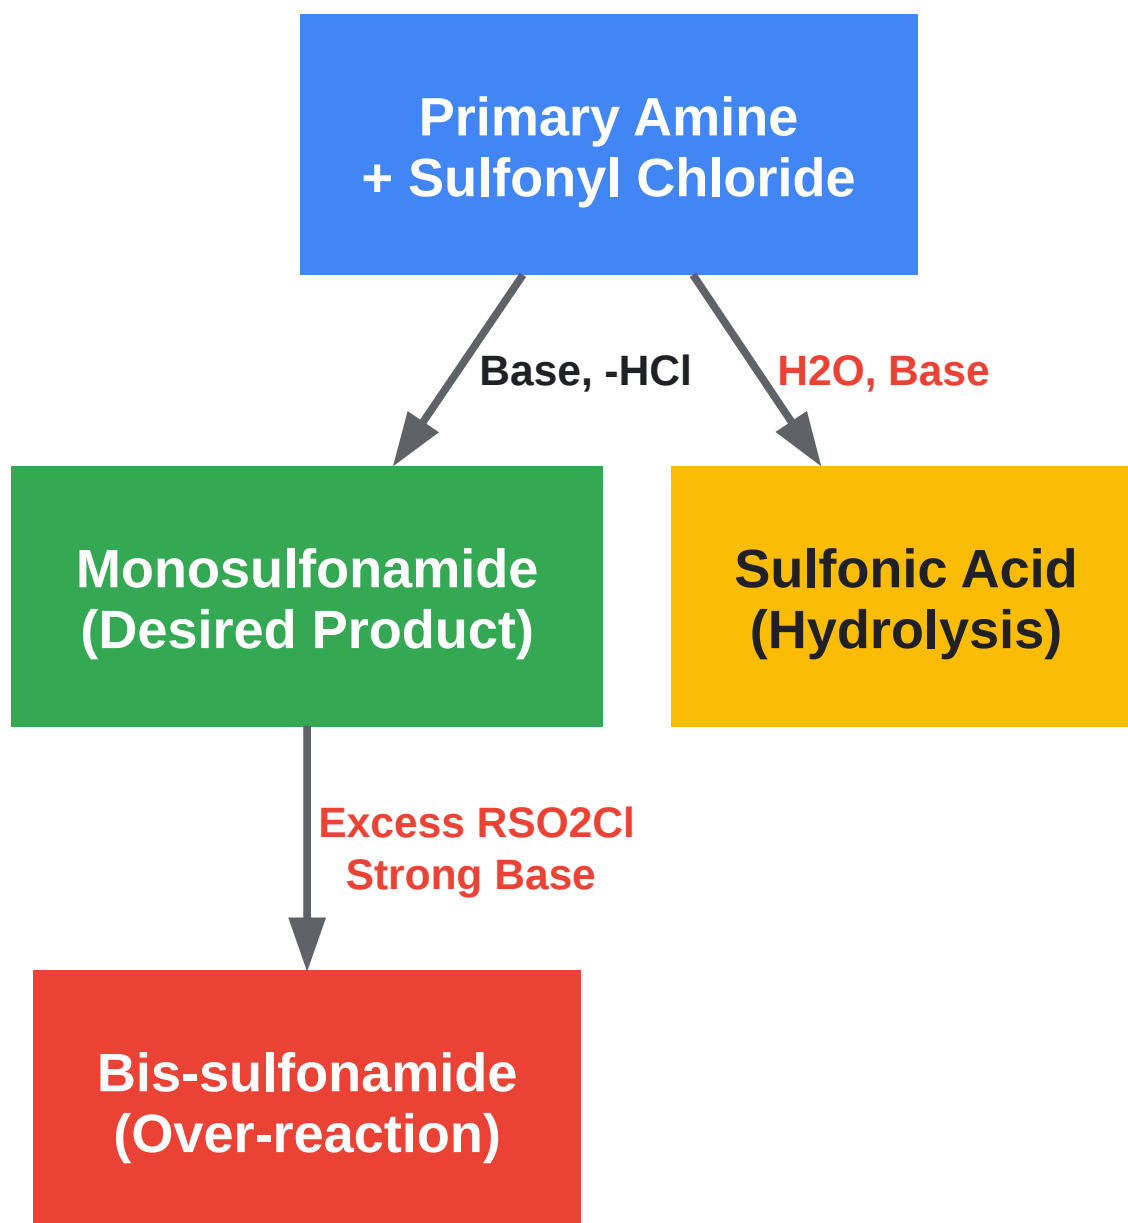 Primary Amine
+ Sulfonyl Chloride
Base, -HCl
H2O, Base
Monosulfonamide
(Desired Product)
Sulfonic Acid
(Hydrolysis)
Excess RSO2Cl
Strong Base
Bis-sulfonamide
(Over-reaction)